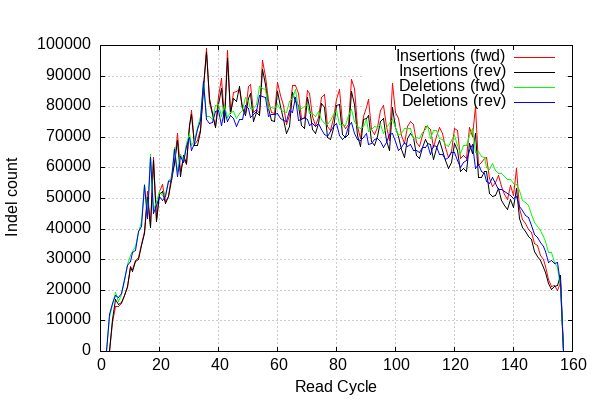 100000
90000
80000
70000
60000
50000
40000
30000
20000
10000
0
Indel count
Insertions (fwd)
Insertions (rev)
Deletions (fwd)
Deletions (rev)
0 20 40 60 80 100 120 140 160
Read Cycle